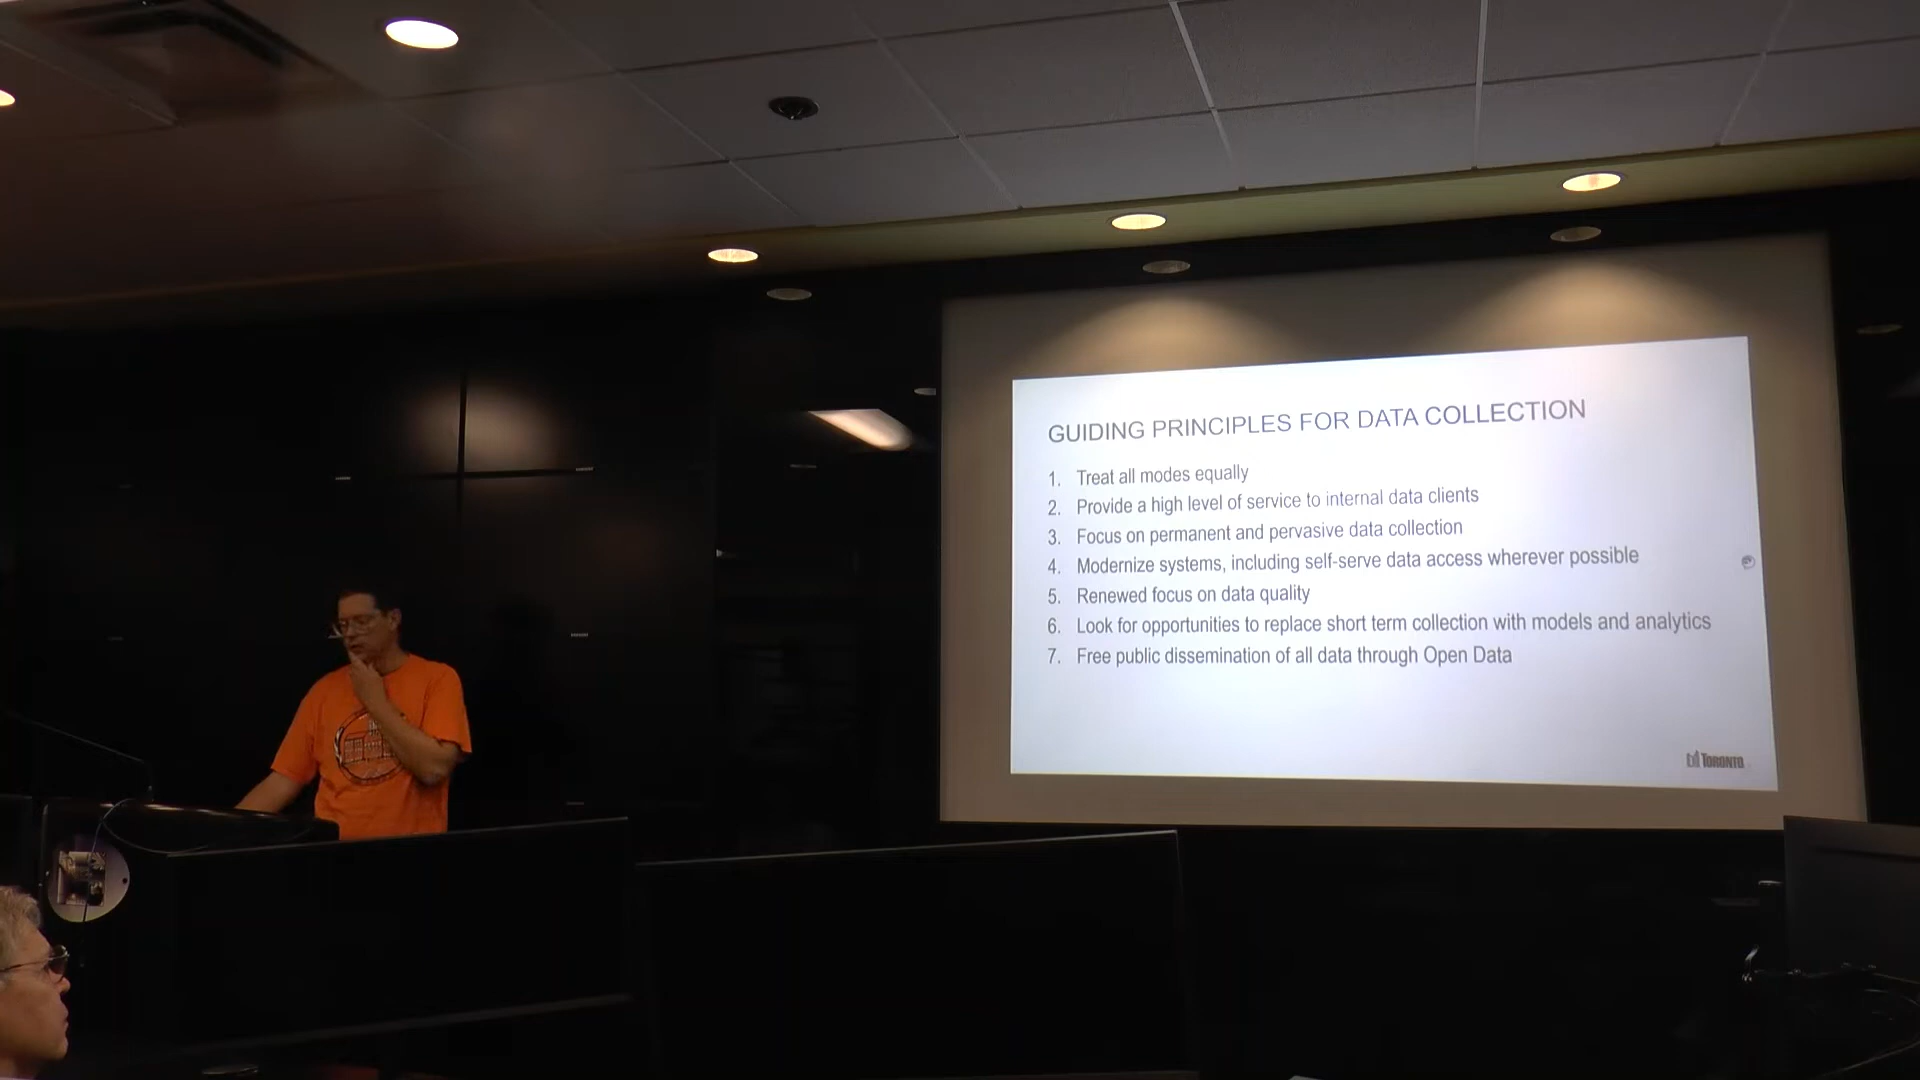 GUIDING PRINCIPLES FOR DATA COLLECTION
1. Treat all modes equally
2. Provide a high level of service to internal data clients
3. Focus on permanent and pervasive data collection
4. Modernize systems, including self-serve data access wherever possible
5. Renewed focus on data quality
6. Look for opportunities to replace short term collection with models and analytics
7. Free public dissemination of all data through Open Data
TORONTO